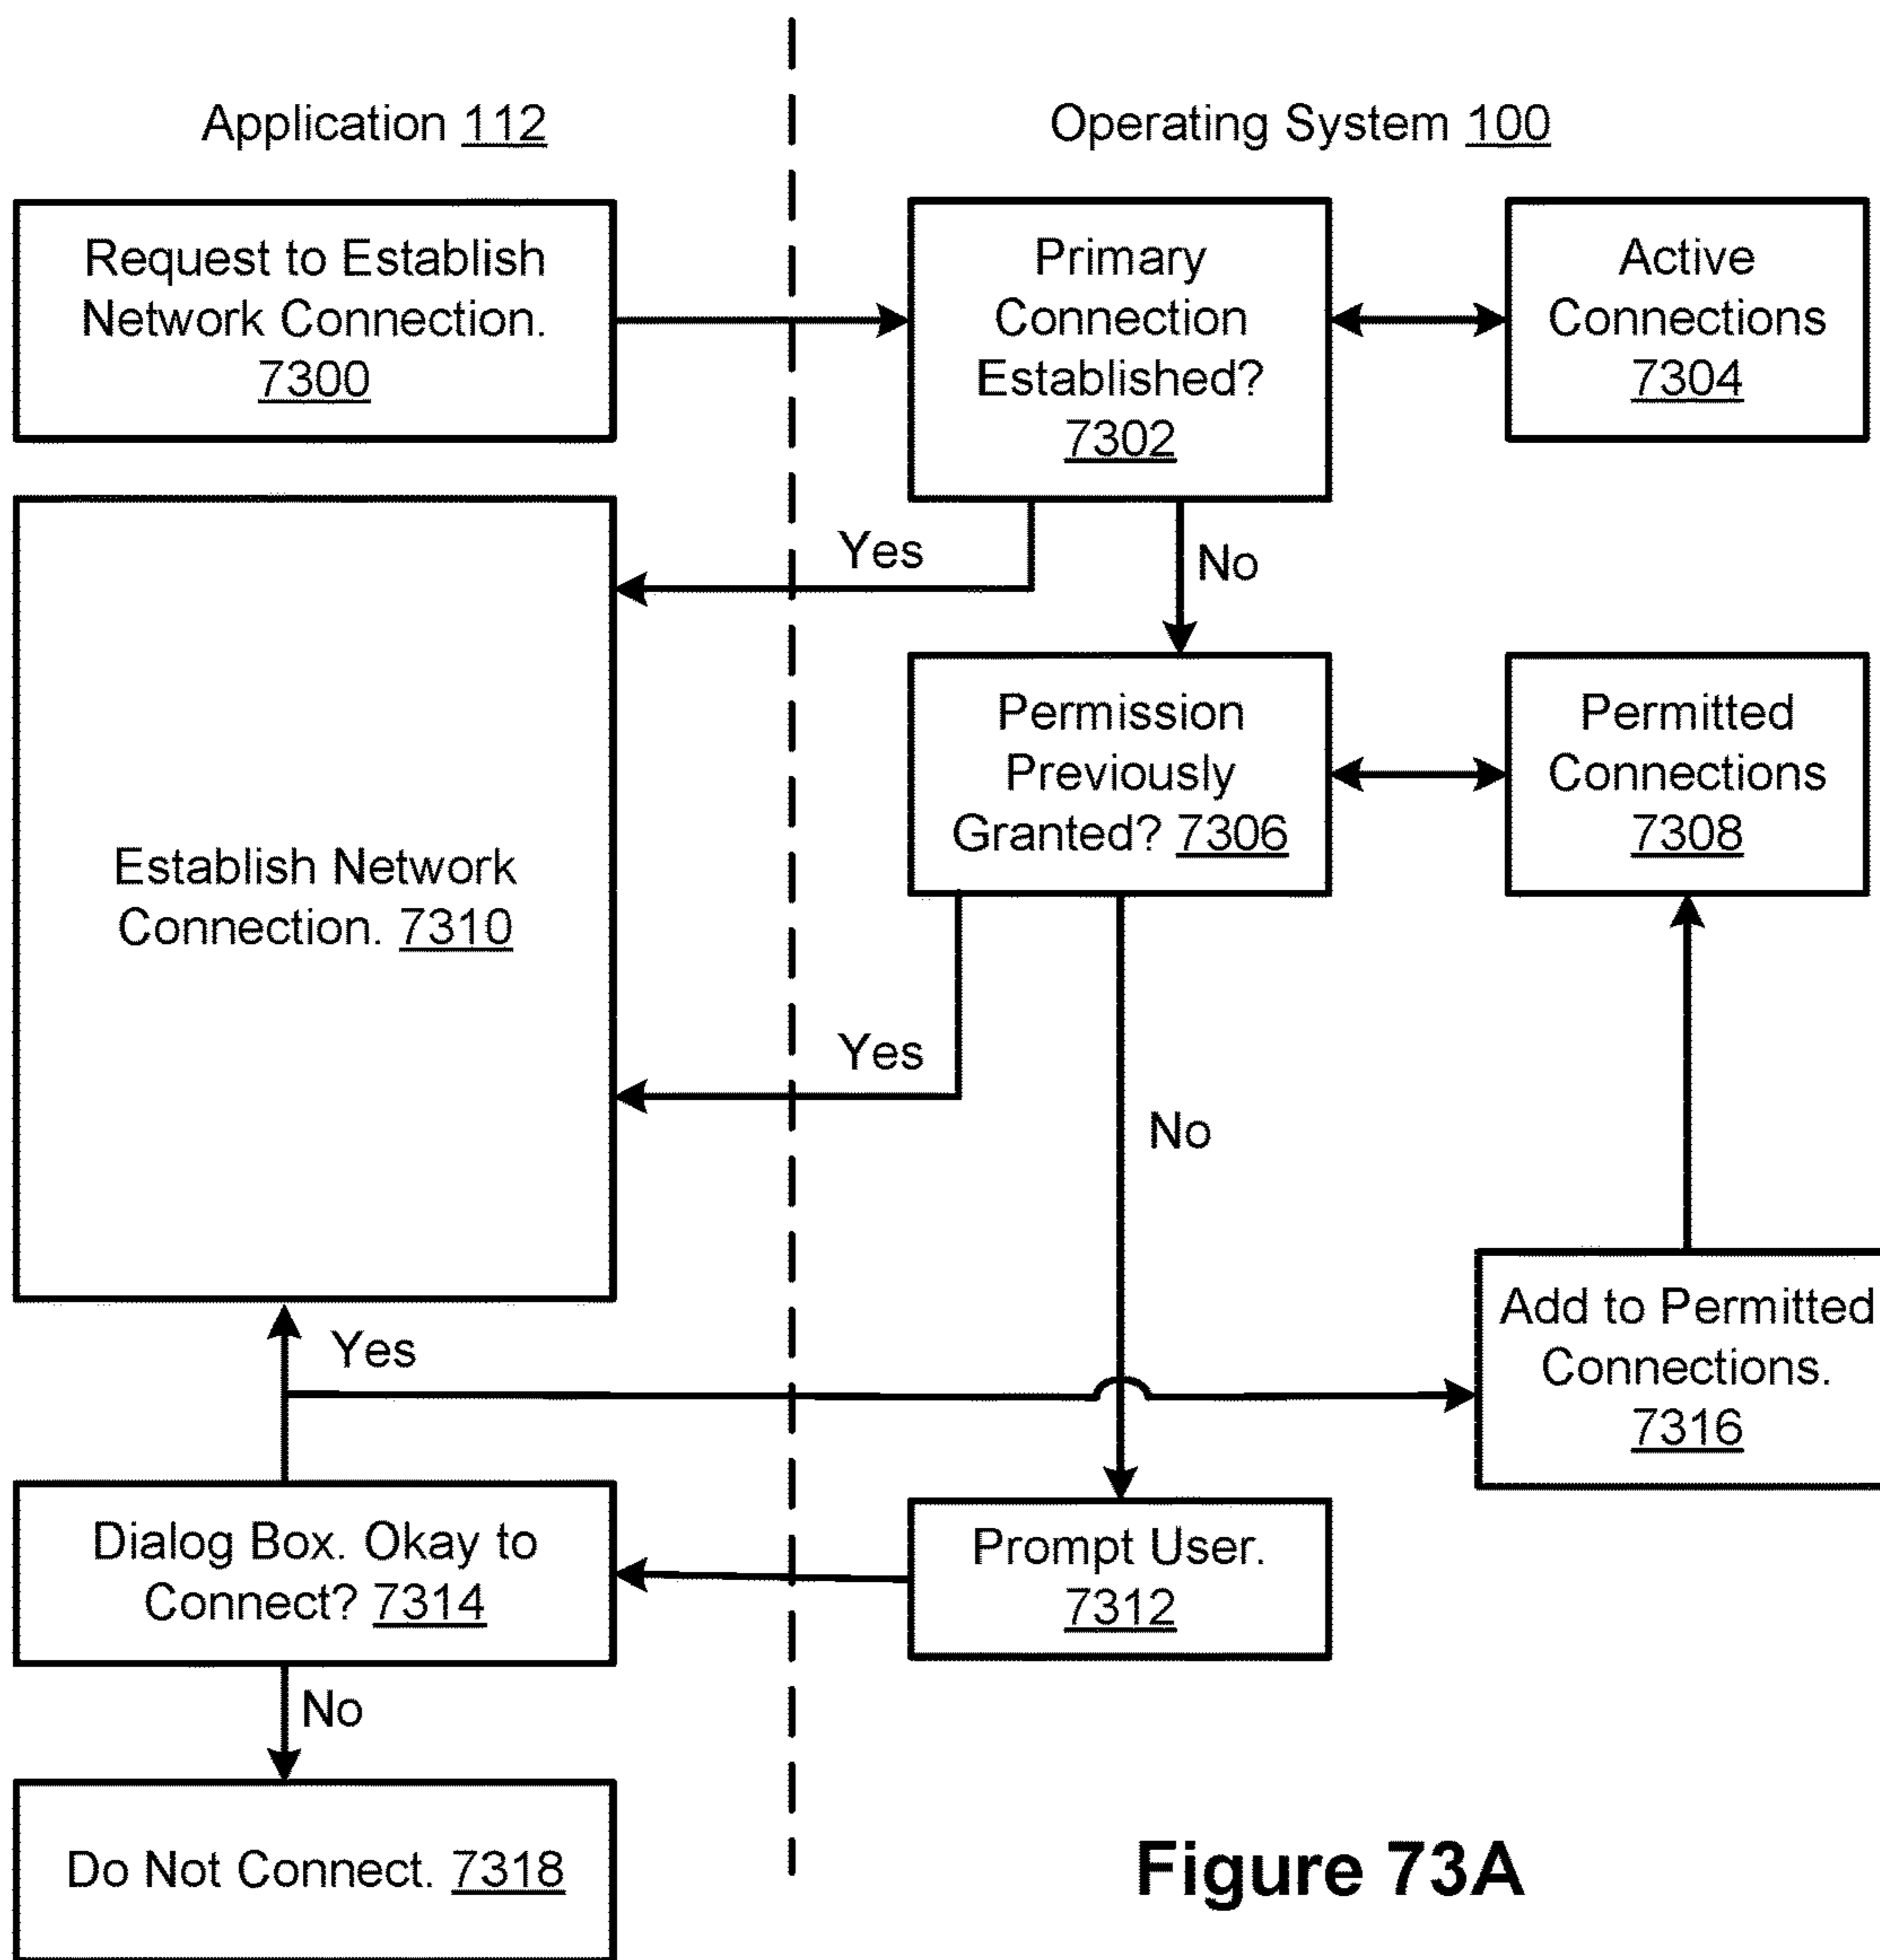 Application 112
Operating System 100
Request to Establish
Network Connection.
7300
Primary
Connection
Established?
7302
Active
Connections
7304
Yes
No
Establish Network
Connection. 7310
Permission
Previously
Granted? 7306
Permitted
Connections
7308
Yes
No
Yes
Add to Permitted
Connections.
7316
Dialog Box. Okay to
Connect? 7314
Prompt User.
7312
No
Do Not Connect. 7318
Figure 73A